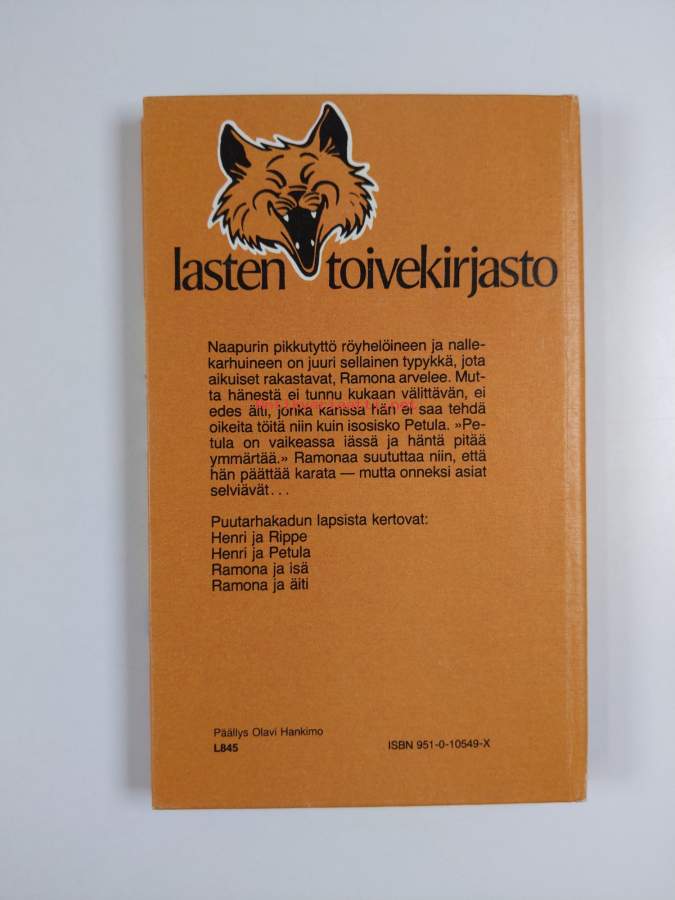 lasten toivekirjasto
Naapurin pikkutyttö röyhelöineen ja nalle-
karhuineen on juuri sellainen typykkä, jota
aikuiset rakastavat, Ramona arvelee. Mut-
ta hänestä ei tunnu kukaan välittävän, ei
edes äiti, jonka kanssa hän ei saa tehdä
oikeita töitä niin kuin isosisko Petula. »Pe-
tula on vaikeassa iässä ja häntä pitää
ymmärtää.» Ramonaa suututtaa niin, että
hän päättää karata — mutta onneksi asiat
selviävät...
Puutarhakadun lapsista kertovat:
Henri ja Rippe
Henri ja Petula
Ramona ja isä
Ramona ja äiti
Päällys Olavi Hankimo
L845
ISBN 951-0-10549-X